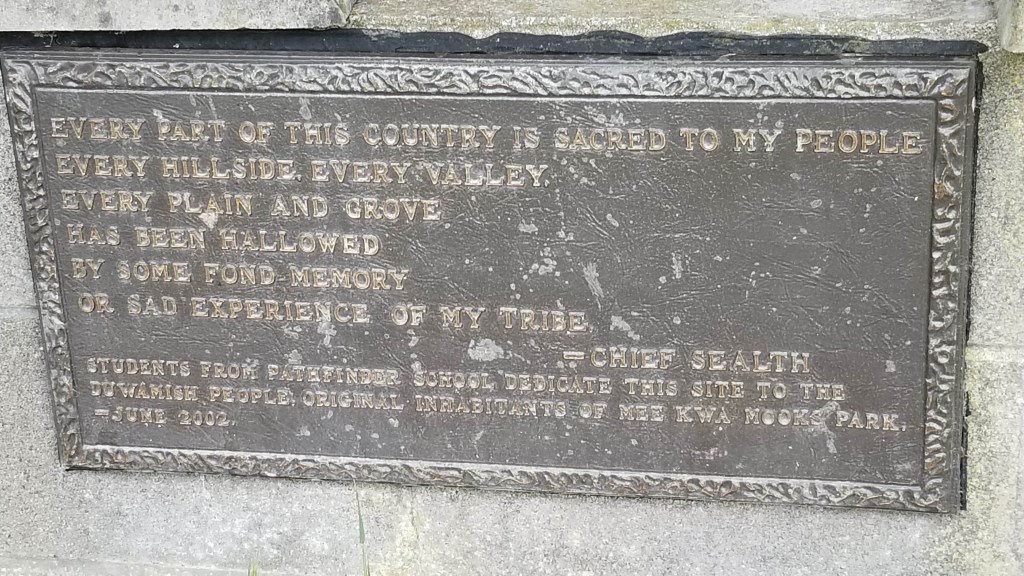 EVERY PART OF THIS COUNTRY IS SACRED TO MY PEOPLE
EVERY HILLSIDE, EVERY VALLEY,
EVERY PLAIN AND GROVE
HAS BEEN HALLOWED
BY SOME FOND MEMORY
OR SAD EXPERIENCE OF MY TRIBE.
—CHIEF SEALTH
STUDENTS FROM PATHFINDER SCHOOL, DEDICATE THIS SITE TO THE
DUWAMISH PEOPLE, ORIGINAL INHABITANTS OF MEE KWA MOOKS PARK,
—JUNE 2002.